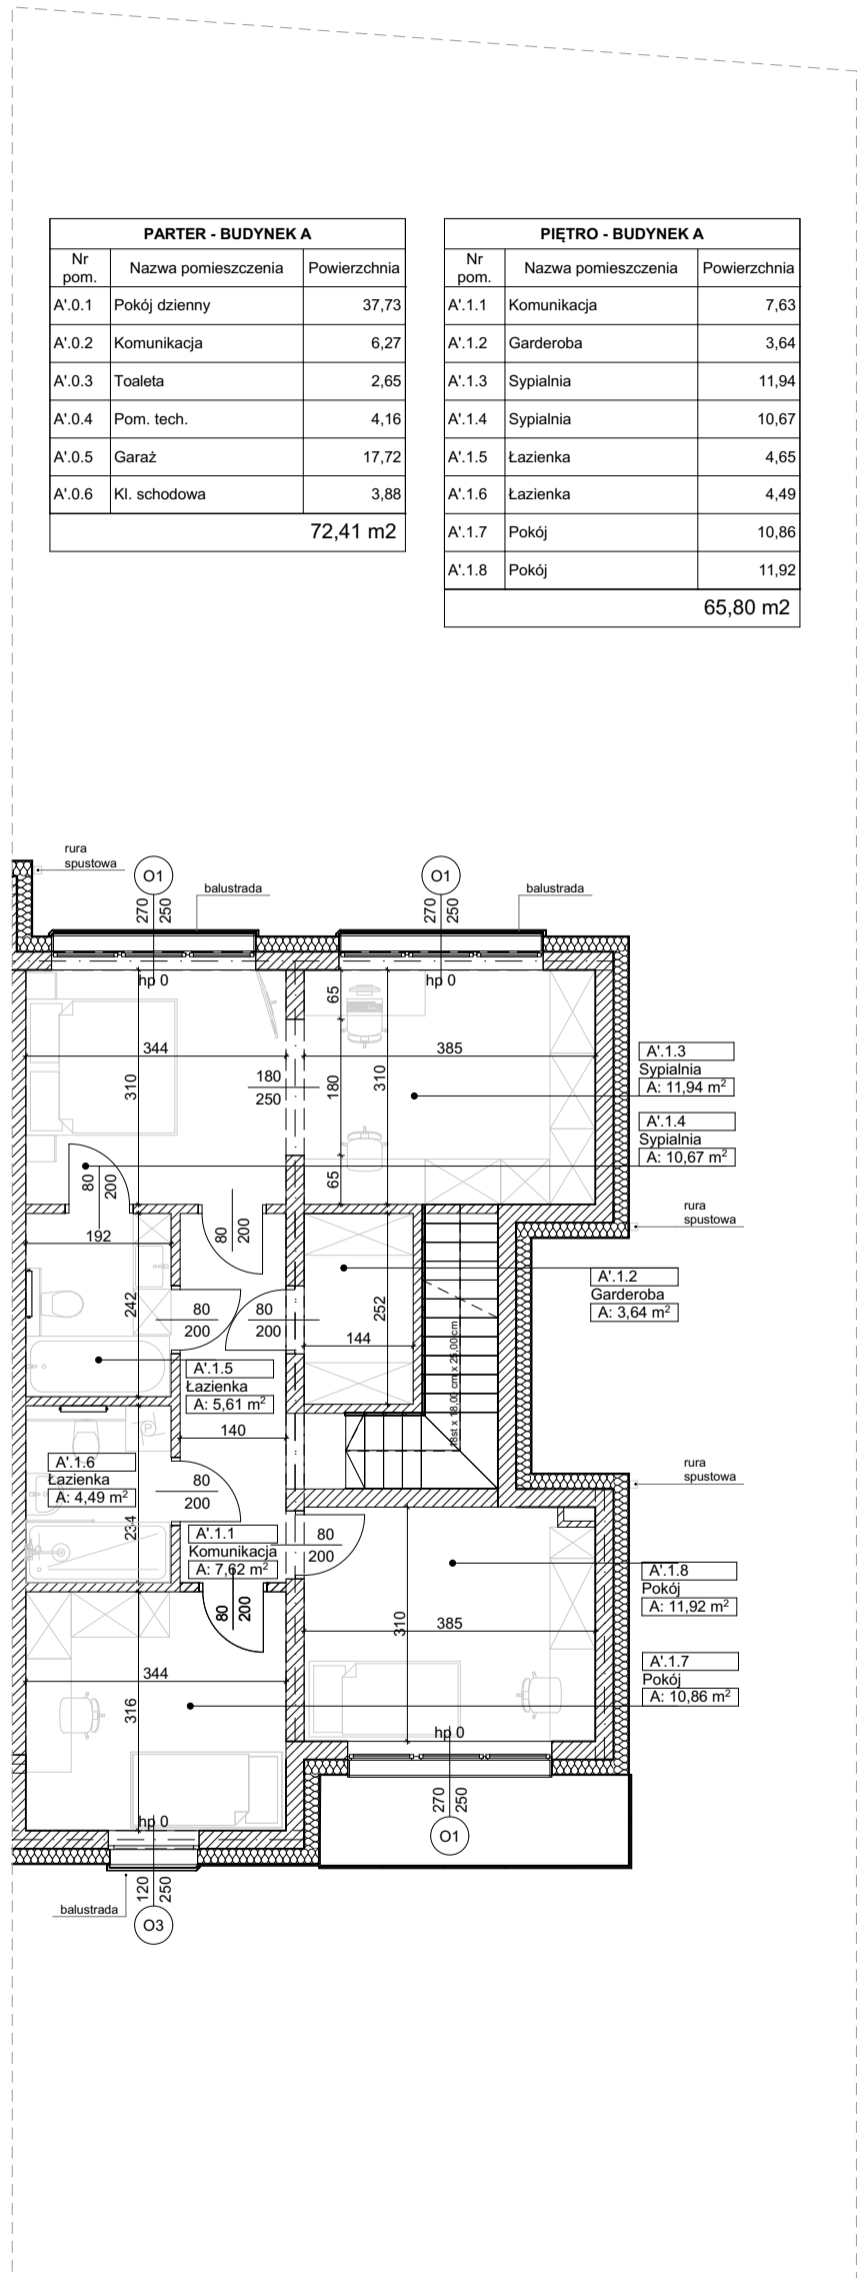 PARTER - BUDYNEK A
Nr pom. Nazwa pomieszczenia Powierzchnia
A'.0.1 Pokój dzienny 37,73
A'.0.2 Komunikacja 6,27
A'.0.3 Toaleta 2,65
A'.0.4 Pom. tech. 4,16
A'.0.5 Garaż 17,72
A'.0.6 Kl. schodowa 3,88
72,41 m2
PIĘTRO - BUDYNEK A
Nr pom. Nazwa pomieszczenia Powierzchnia
A'.1.1 Komunikacja 7,63
A'.1.2 Garderoba 3,64
A'.1.3 Sypialnia 11,94
A'.1.4 Sypialnia 10,67
A'.1.5 Łazienka 4,65
A'.1.6 Łazienka 4,49
A'.1.7 Pokój 10,86
A'.1.8 Pokój 11,92
65,80 m2
rura
spustowa
O1
270
250
balustrada
O1
270
250
balustrada
hp 0
hp 0
65
344
385
310
180
250
180
310
65
A'.1.3
Sypialnia
A: 11,94 m²
A'.1.4
Sypialnia
A: 10,67 m²
80
200
192
80
200
rura
spustowa
A'.1.2
Garderoba
A: 3,64 m²
242
80
200
80
200
252
144
18st x 18,00 cm x 25,00 cm
A'.1.5
Łazienka
A: 5,61 m²
140
A'.1.6
Łazienka
A: 4,49 m²
80
200
234
rura
spustowa
A'.1.1
Komunikacja
A: 7,62 m²
80
200
80
200
310
385
A'.1.8
Pokój
A: 11,92 m²
344
316
A'.1.7
Pokój
A: 10,86 m²
hp 0
270
250
O1
hp 0
120
250
balustrada
O3